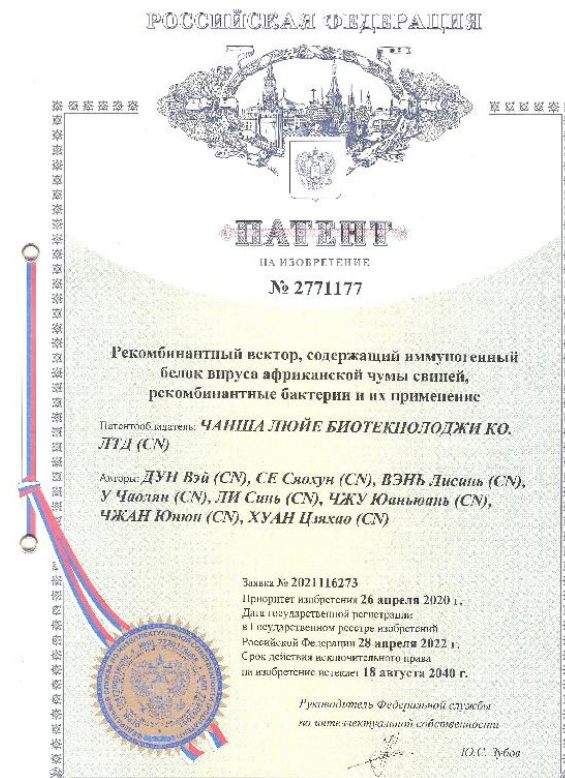 РОССИЙСКАЯ ФЕДЕРАЦИЯ
ПАТЕНТ
НА ИЗОБРЕТЕНИЕ
№ 2771177
Рекомбинантный вектор, содержащий иммуногенный
белок вируса африканской чумы свиней,
рекомбинантные бактерии и их применение
Патентообладатель: ЧАНША ЛЮЙЕ БИОТЕКНОЛОДЖИ КО.
ЛТД (CN)
Авторы: ДУН Вэй (CN), СЕ Сяохун (CN), ВЭНЬ Лисинь (CN),
У Чаолян (CN), ЛИ Синь (CN), ЧЖУ Юаньюань (CN),
ЧЖАН Юнюн (CN), ХУАН Цзяхао (CN)
Заявка № 2021116273
Приоритет изобретения 26 апреля 2020 г.
Дата государственной регистрации
в Государственном реестре изобретений
Российской Федерации 28 апреля 2022 г.
Срок действия исключительного права
на изобретение истекает 18 августа 2040 г.
Руководитель Федеральной службы
по интеллектуальной собственности
Ю.С. Зубов